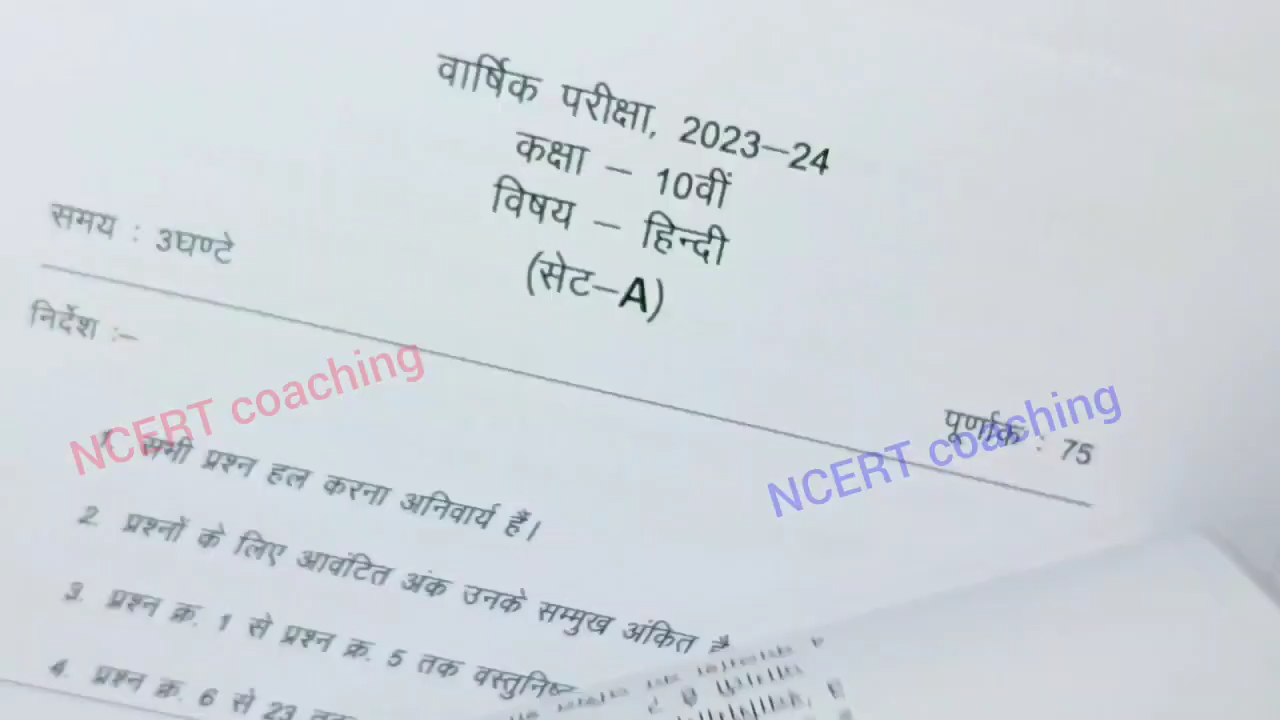 वार्षिक परीक्षा, 2023–24
कक्षा – 10वीं
विषय – हिन्दी
(सेट–A)
समय : 3घण्टे
पूर्णांक : 75
निर्देश :–
NCERT coaching
NCERT coaching
1. सभी प्रश्न हल करना अनिवार्य हैं।
2. प्रश्नों के लिए आवंटित अंक उनके सम्मुख अंकित है
3. प्रश्न क्र. 1 से प्रश्न क्र. 5 तक वस्तुनिष्ठ
4. प्रश्न क्र. 6 से 23